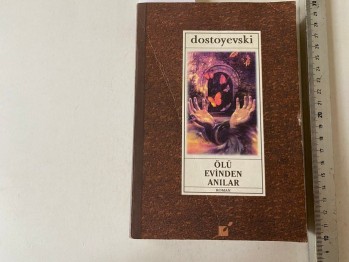 dostoyevski
ÖLÜ
EVİNDEN
ANILAR
ROMAN